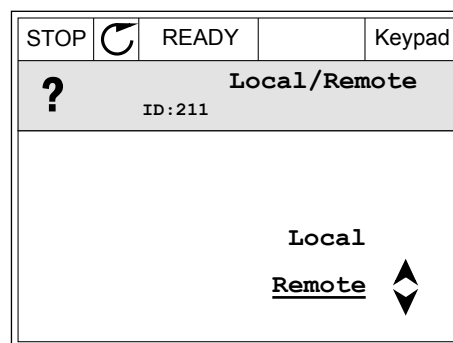 STOP READY Keypad
? Local/Remote
ID:211
Local
Remote